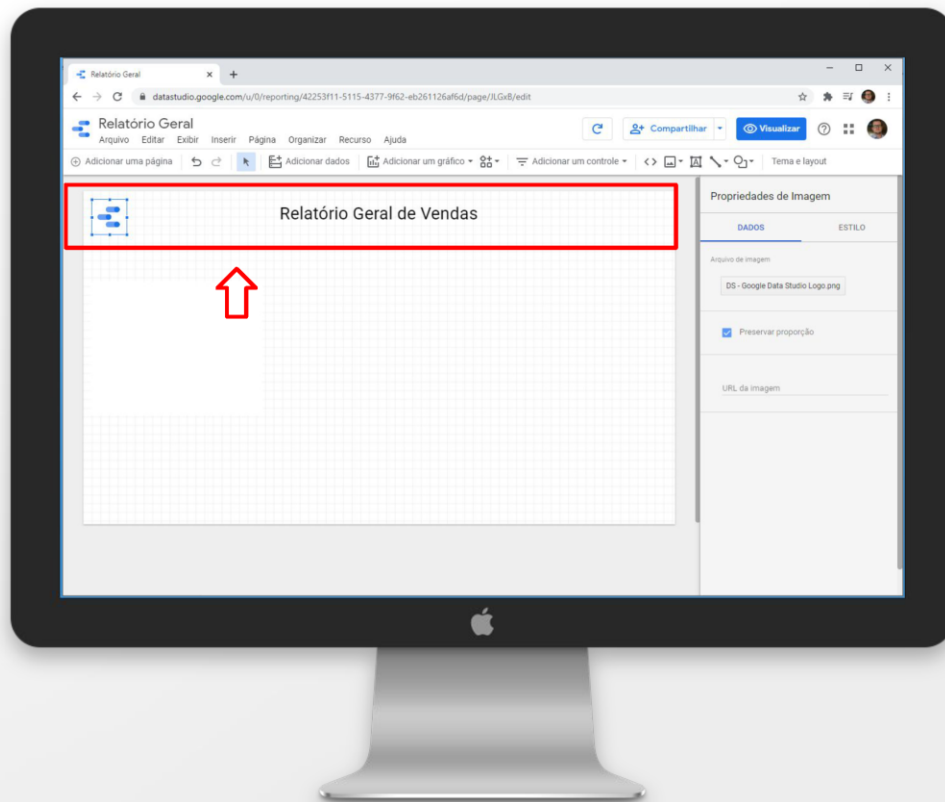 Relatório Geral
datastudio.google.com/u/0/reporting/42253f11-5115-4377-9f62-eb261126af6d/page/JLGxB/edit
Relatório Geral
Arquivo Editar Exibir Inserir Página Organizar Recurso Ajuda
Compartilhar
Visualizar
Adicionar uma página
Adicionar dados
Adicionar um gráfico
Adicionar um controle
Tema e layout
Relatório Geral de Vendas
Propriedades de Imagem
DADOS ESTILO
Arquivo de imagem
DS - Google Data Studio Logo.png
Preservar proporção
URL da imagem